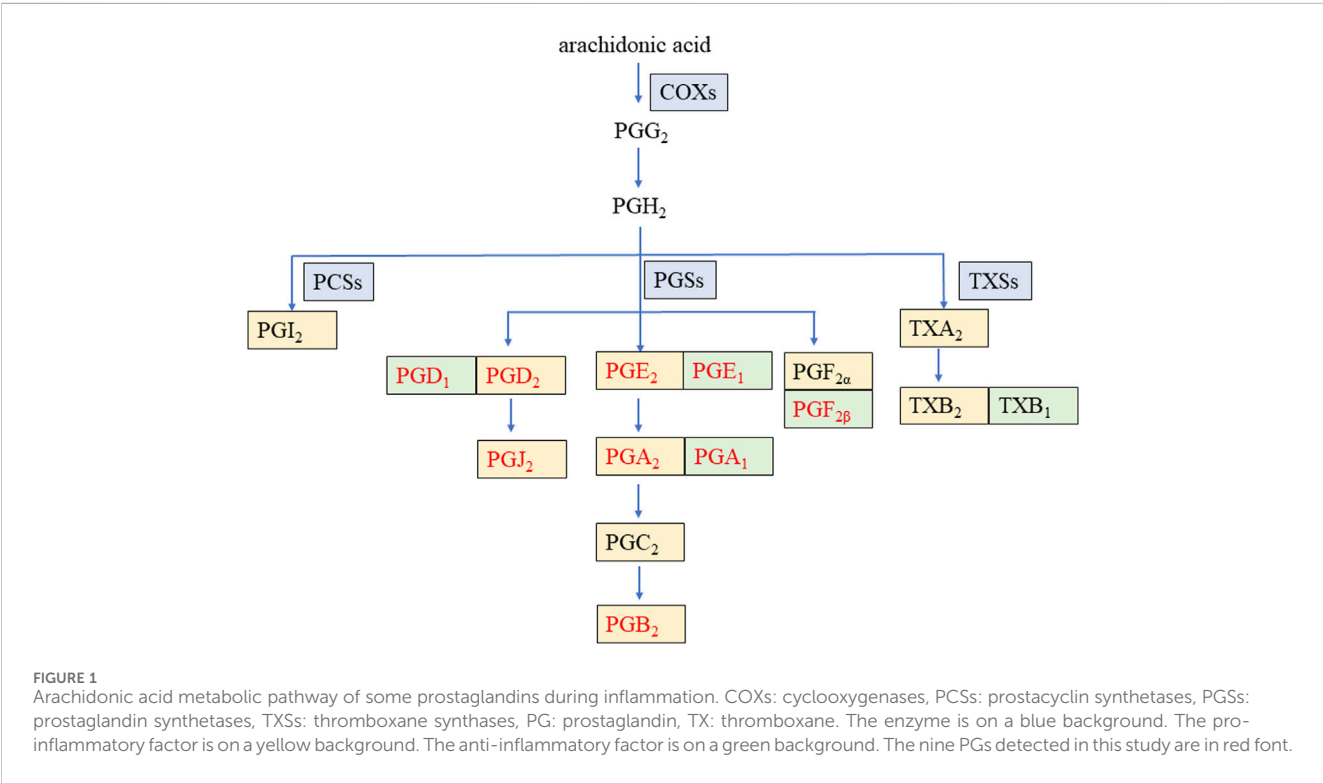 arachidonic acid
COXs
PGG₂
PGH₂
PCSs
PGSs
TXSs
PGI₂
TXA₂
PGD₁ PGD₂ PGE₂ PGE₁ PGF₂α
PGF₂β TXB₂ TXB₁
PGJ₂ PGA₂ PGA₁
PGC₂
PGB₂
FIGURE 1
Arachidonic acid metabolic pathway of some prostaglandins during inflammation. COXs: cyclooxygenases, PCSs: prostacyclin synthetases, PGSs:
prostaglandin synthetases, TXSs: thromboxane synthases, PG: prostaglandin, TX: thromboxane. The enzyme is on a blue background. The pro-
inflammatory factor is on a yellow background. The anti-inflammatory factor is on a green background. The nine PGs detected in this study are in red font.